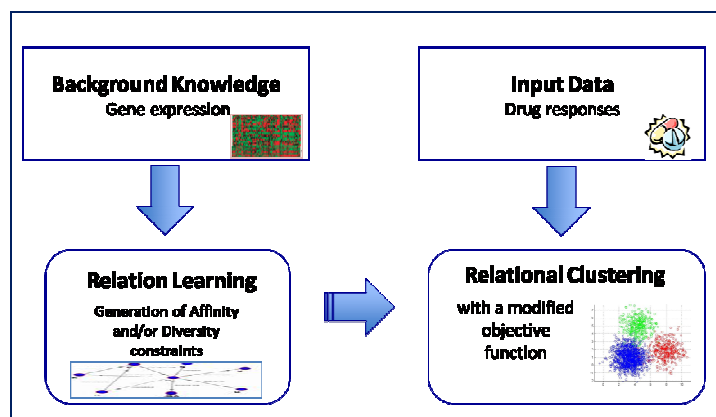 Background Knowledge
Gene expression
Input Data
Drug responses
Relation Learning
Generation of Affinity
and/or Diversity
constraints
Relational Clustering
with a modified
objective
function